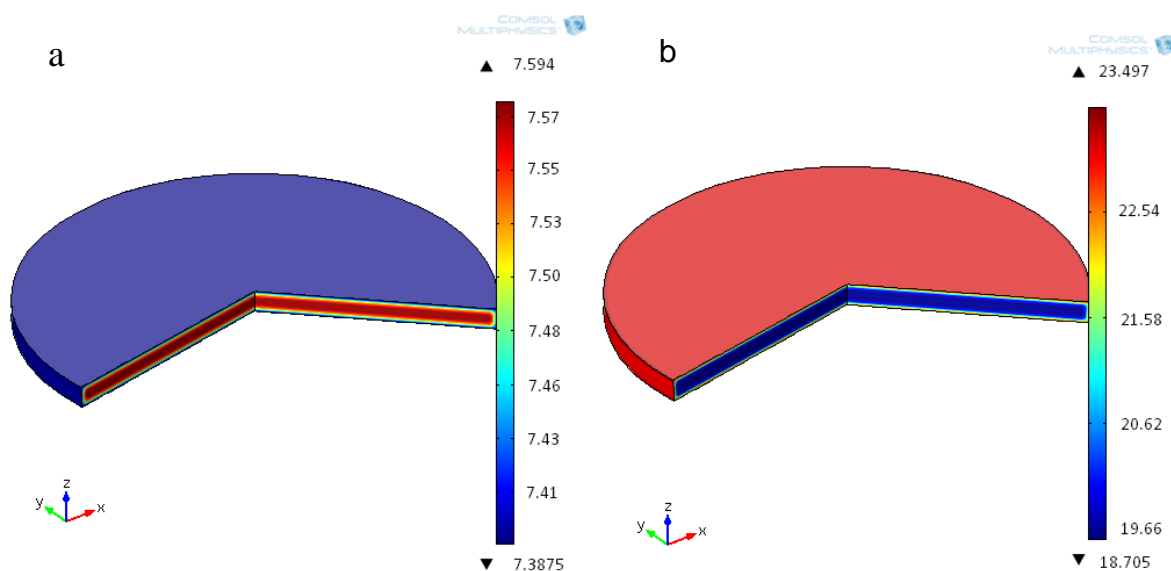 COMSOL
MULTIPHYSICS
a
▲ 7.594
7.57
7.55
7.53
7.50
7.48
7.46
7.43
7.41
▼ 7.3875
z
y
x
COMSOL
MULTIPHYSICS
b
▲ 23.497
22.54
21.58
20.62
19.66
▼ 18.705
z
y
x